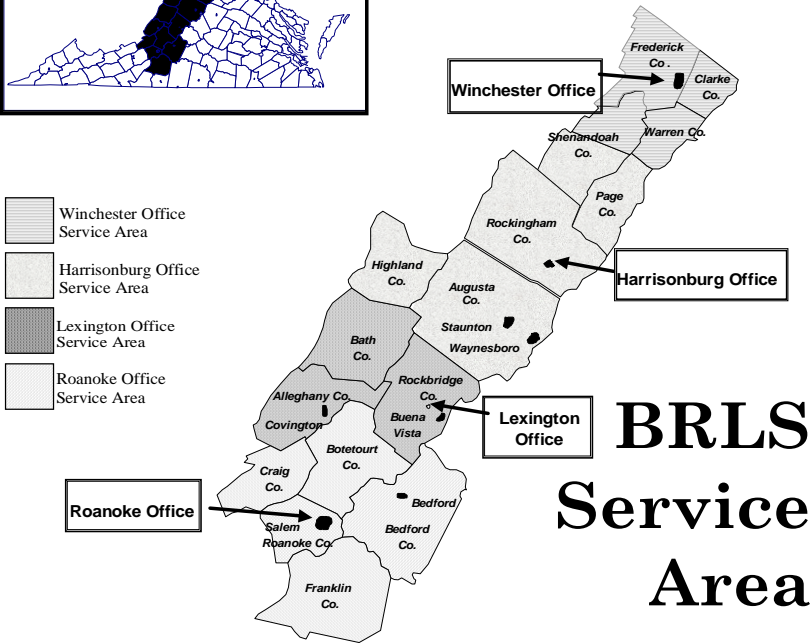 Frederick
Co .
Clarke
Co.
Winchester Office
Shenandoah
Co.
Warren Co.
Page
Co.
Winchester Office
Service Area
Rockingham
Co.
Harrisonburg Office
Service Area
Highland
Co.
Harrisonburg Office
Augusta
Co.
Lexington Office
Service Area
Staunton
Waynesboro
Bath
Co.
Roanoke Office
Service Area
Rockbridge
Co.
Alleghany Co.
Covington
Buena
Vista
Lexington
Office
BRLS
Service
Area
Botetourt
Co.
Craig
Co.
Bedford
Roanoke Office
Salem
Roanoke Co.
Bedford
Co.
Franklin
Co.